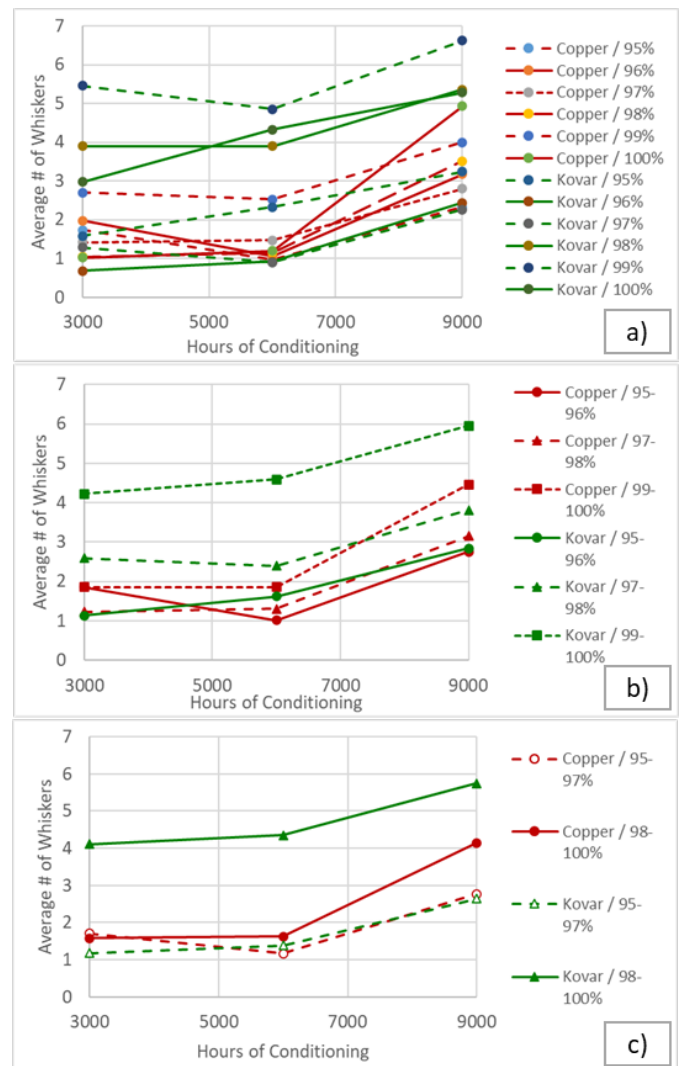 7
6
5
4
3
2
1
0
Average # of Whiskers
3000 5000 7000 9000
Hours of Conditioning
Copper / 95%
Copper / 96%
Copper / 97%
Copper / 98%
Copper / 99%
Copper / 100%
Kovar / 95%
Kovar / 96%
Kovar / 97%
Kovar / 98%
Kovar / 99%
Kovar / 100%
a)
7
6
5
4
3
2
1
0
Average # of Whiskers
3000 5000 7000 9000
Hours of Conditioning
Copper / 95-
96%
Copper / 97-
98%
Copper / 99-
100%
Kovar / 95-
96%
Kovar / 97-
98%
Kovar / 99-
100%
b)
7
6
5
4
3
2
1
0
Average # of Whiskers
3000 5000 7000 9000
Hours of Conditioning
Copper / 95-
97%
Copper / 98-
100%
Kovar / 95-
97%
Kovar / 98-
100%
c)